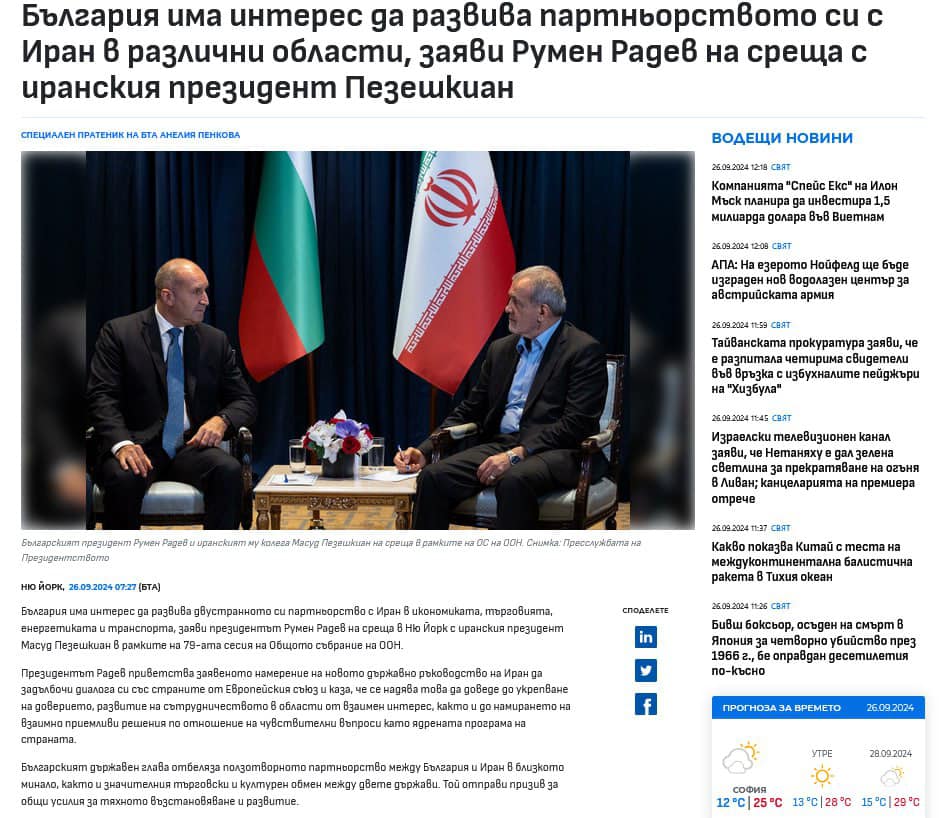 България има интерес да развива партньорството си с
Иран в различни области, заяви Румен Радев на среща с
иранския президент Пезешкиан
СПЕЦИАЛЕН ПРАТЕНИК НА БТА АНЕЛИЯ ПЕНКОВА
Българският президент Румен Радев и иранският му колега Масуд Пезешкиан на среща в рамките на ОС на ООН. Снимка: Пресслужбата на
Президентството
НЮ ЙОРК, 26.09.2024 07:27 (БТА)
България има интерес да развива двустранното си партньорство с Иран в икономиката, търговията,
енергетиката и транспорта, заяви президентът Румен Радев на среща в Ню Йорк с иранския президент
Масуд Пезешкиан в рамките на 79-ата сесия на Общото събрание на ООН.
Президентът Радев приветства заявеното намерение на новото държавно ръководство на Иран да
задълбочи диалога си със страните от Европейския съюз и каза, че се надява това да доведе до укрепване
на доверието, развитие на сътрудничеството в области от взаимен интерес, както и до намирането на
взаимно приемливи решения по отношение на чувствителни въпроси като ядрената програма на
страната.
Българският държавен глава отбеляза ползотворното партньорство между България и Иран в близкото
минало, както и значителния търговски и културен обмен между двете държави. Той отправи призив за
общи усилия за тяхното възстановяване и развитие.
СПОДЕЛЕТЕ
in
f
ВОДЕЩИ НОВИНИ
26.09.2024 12:18 СВЯТ
Компанията "Спейс Екс" на Илон
Мъск планира да инвестира 1,5
милиарда долара във Виетнам
26.09.2024 12:08 СВЯТ
АПА: На езерото Нойфелд ще бъде
изграден нов водолазен център за
австрийската армия
26.09.2024 11:59 СВЯТ
Тайванската прокуратура заяви, че
е разпитала четирима свидетели
във връзка с избухналите пейджъри
на "Хизбула"
26.09.2024 11:45 СВЯТ
Израелски телевизионен канал
заяви, че Нетаняху е дал зелена
светлина за прекратяване на огъня
в Ливан; канцеларията на премиера
отрече
26.09.2024 11:37 СВЯТ
Какво показва Китай с теста на
междуконтинентална балистична
ракета в Тихия океан
26.09.2024 11:26 СВЯТ
Бивш боксьор, осъден на смърт в
Япония за четворно убийство през
1966 г., бе оправдан десетилетия
по-късно
ПРОГНОЗА ЗА ВРЕМЕТО 26.09.2024
УТРЕ 28.09.2024
СОФИЯ
12 °C | 25 °C 13 °C | 28 °C 15 °C | 29 °C